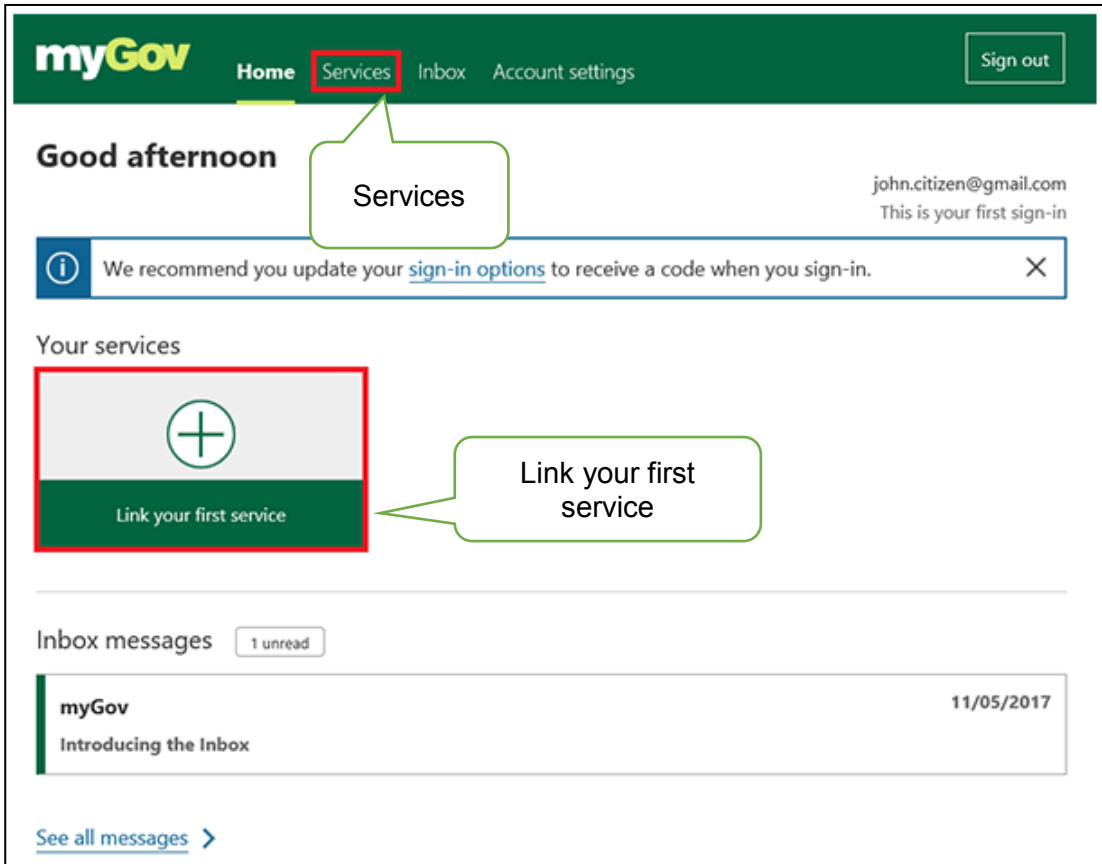 myGov
Home Services Inbox Account settings
Sign out
Good afternoon
Services
john.citizen@gmail.com
This is your first sign-in
We recommend you update your sign-in options to receive a code when you sign-in.
Your services
Link your first service
Link your first
service
Inbox messages 1 unread
myGov 11/05/2017
Introducing the Inbox
See all messages